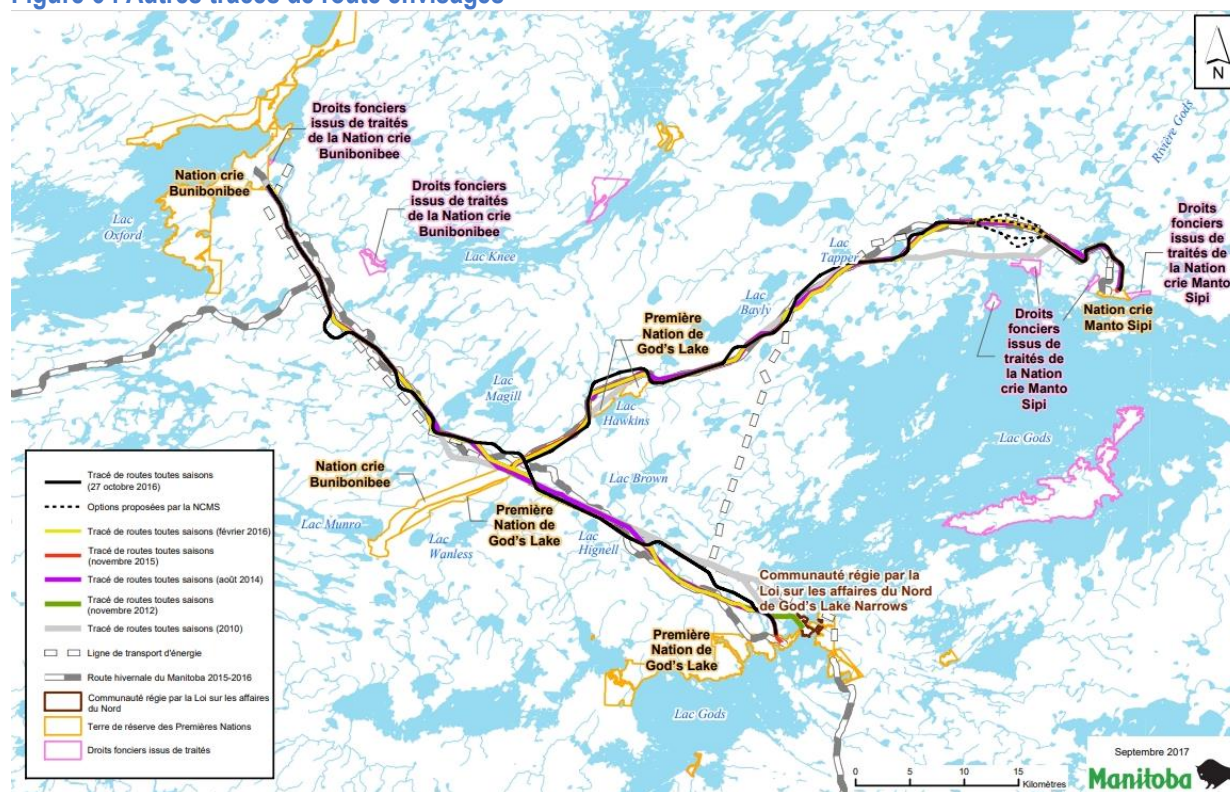 Figure 6 : Autres tracés de route envisagés
N
Droits fonciers
issus de traités
de la Nation crie
Bunibonibee
Nation crie
Bunibonibee
Lac
Oxford
Droits fonciers
issus de traités
de la Nation crie
Bunibonibee
Lac Knee
Rivière Gods
Lac
Tapper
Droits
fonciers
issus de
traités de
la Nation
crie Manto
Sipi
Lac
Bayly
Nation crie
Manto Sipi
Droits
fonciers
issus de
traités de
la Nation
crie Manto
Sipi
Première
Nation de
God's Lake
Lac
Magill
Lac
Hawkins
Lac Gods
Nation crie
Bunibonibee
Lac Brown
Première
Nation de
God's Lake
Lac Munro
Lac
Wanless
Lac
Hignell
Communauté régie par la
Loi sur les affaires du Nord
de God's Lake Narrows
Première
Nation de
God's Lake
Lac Gods
Tracé de routes toutes saisons
(27 octobre 2016)
Options proposées par la NCMS
Tracé de routes toutes saisons (février 2016)
Tracé de routes toutes saisons
(novembre 2015)
Tracé de routes toutes saisons (août 2014)
Tracé de routes toutes saisons
(novembre 2012)
Tracé de routes toutes saisons (2010)
Ligne de transport d'énergie
Route hivernale du Manitoba 2015-2016
Communauté régie par la Loi sur les affaires
du Nord
Terre de réserve des Premières Nations
Droits fonciers issus de traités
Septembre 2017
0 5 10 15
Kilomètres
Manitoba